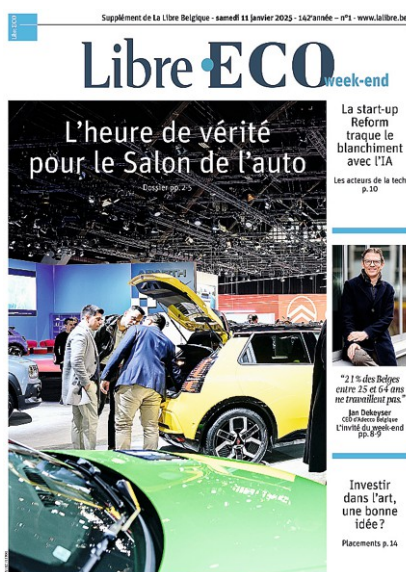 Supplément de La Libre Belgique - samedi 11 janvier 2025 - 142e année – n°1 - www.lalibre.be
Libre ECO
week-end
L'heure de vérité
pour le Salon de l'auto
Dossier pp. 2-5
La start-up
Reform
traque le
blanchiment
avec l'IA
Les acteurs de la tech
p. 10
"21 % des Belges
entre 25 et 64 ans
ne travaillent pas."
Jan Dekeyser
CEO d'Adecco Belgique
L'invité du week-end
pp. 8-9
Investir
dans l'art,
une bonne
idée ?
Placements p. 14